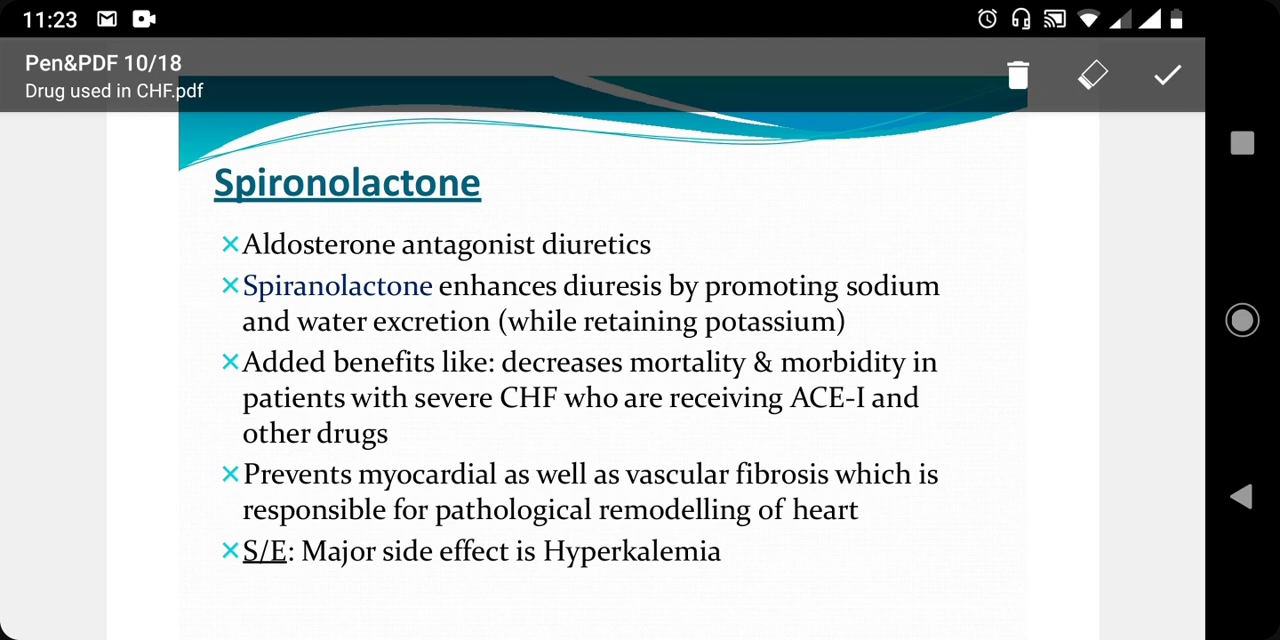 11:23
Pen&PDF 10/18
Drug used in CHF.pdf
Spironolactone
Aldosterone antagonist diuretics
Spiranolactone enhances diuresis by promoting sodium
and water excretion (while retaining potassium)
Added benefits like: decreases mortality & morbidity in
patients with severe CHF who are receiving ACE-I and
other drugs
Prevents myocardial as well as vascular fibrosis which is
responsible for pathological remodelling of heart
S/E: Major side effect is Hyperkalemia